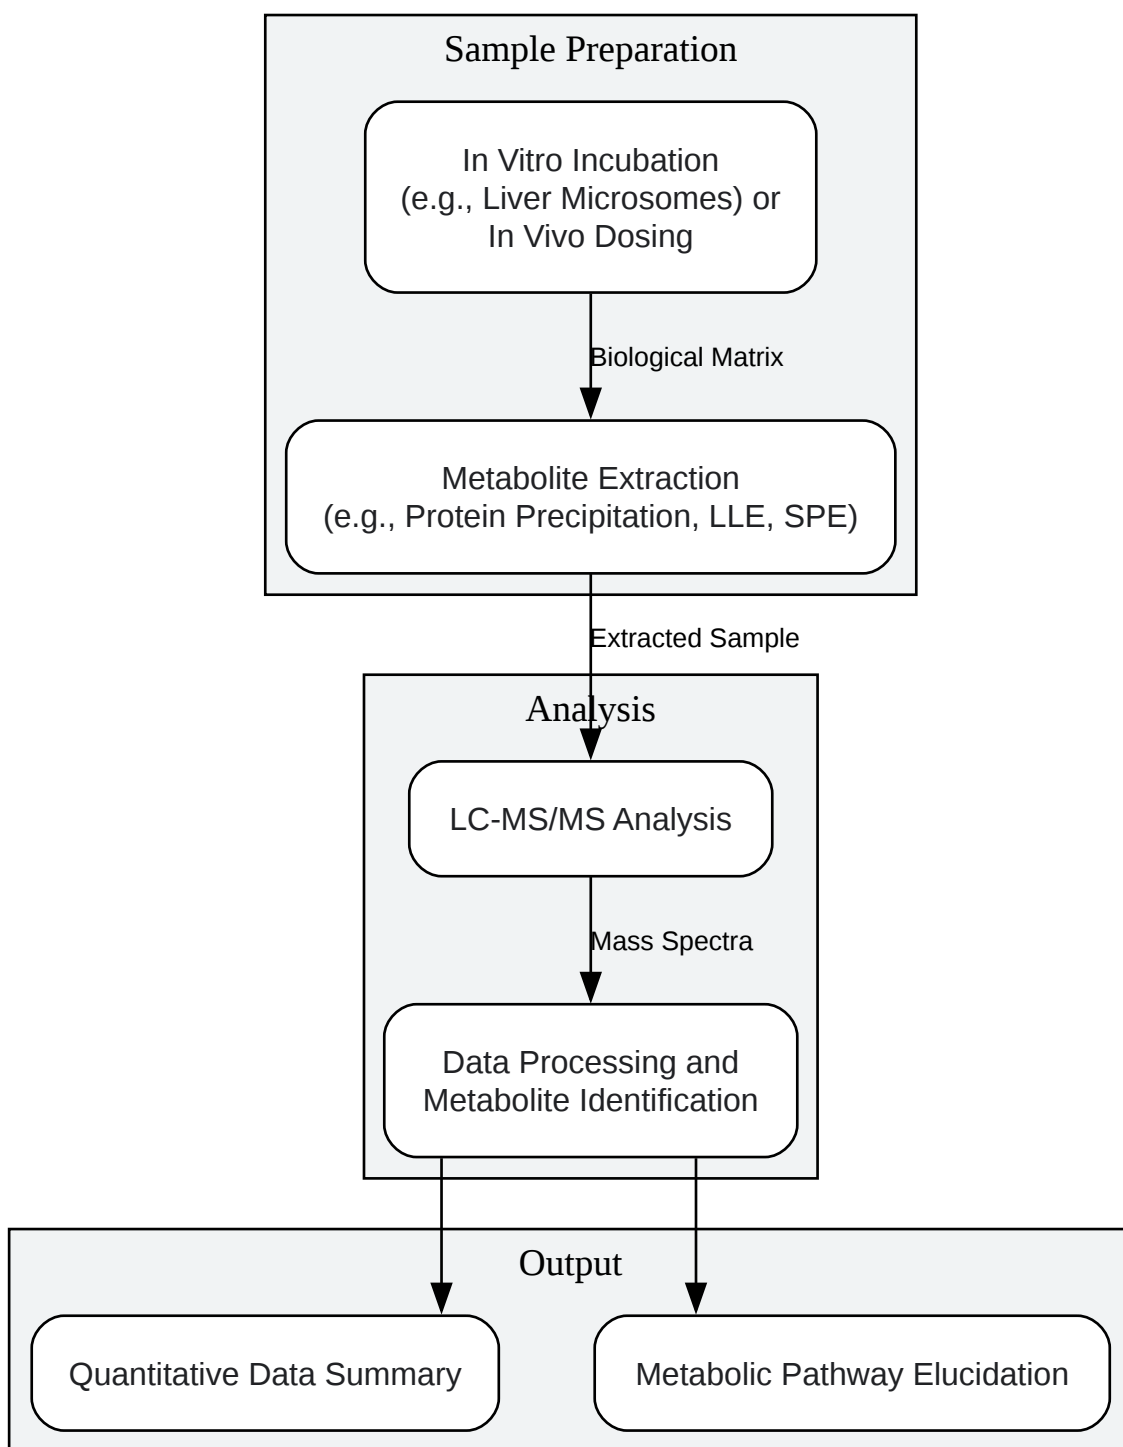 Sample Preparation
In Vitro Incubation
(e.g., Liver Microsomes) or
In Vivo Dosing
Biological Matrix
Metabolite Extraction
(e.g., Protein Precipitation, LLE, SPE)
Extracted Sample
Analysis
LC-MS/MS Analysis
Mass Spectra
Data Processing and
Metabolite Identification
Output
Quantitative Data Summary
Metabolic Pathway Elucidation